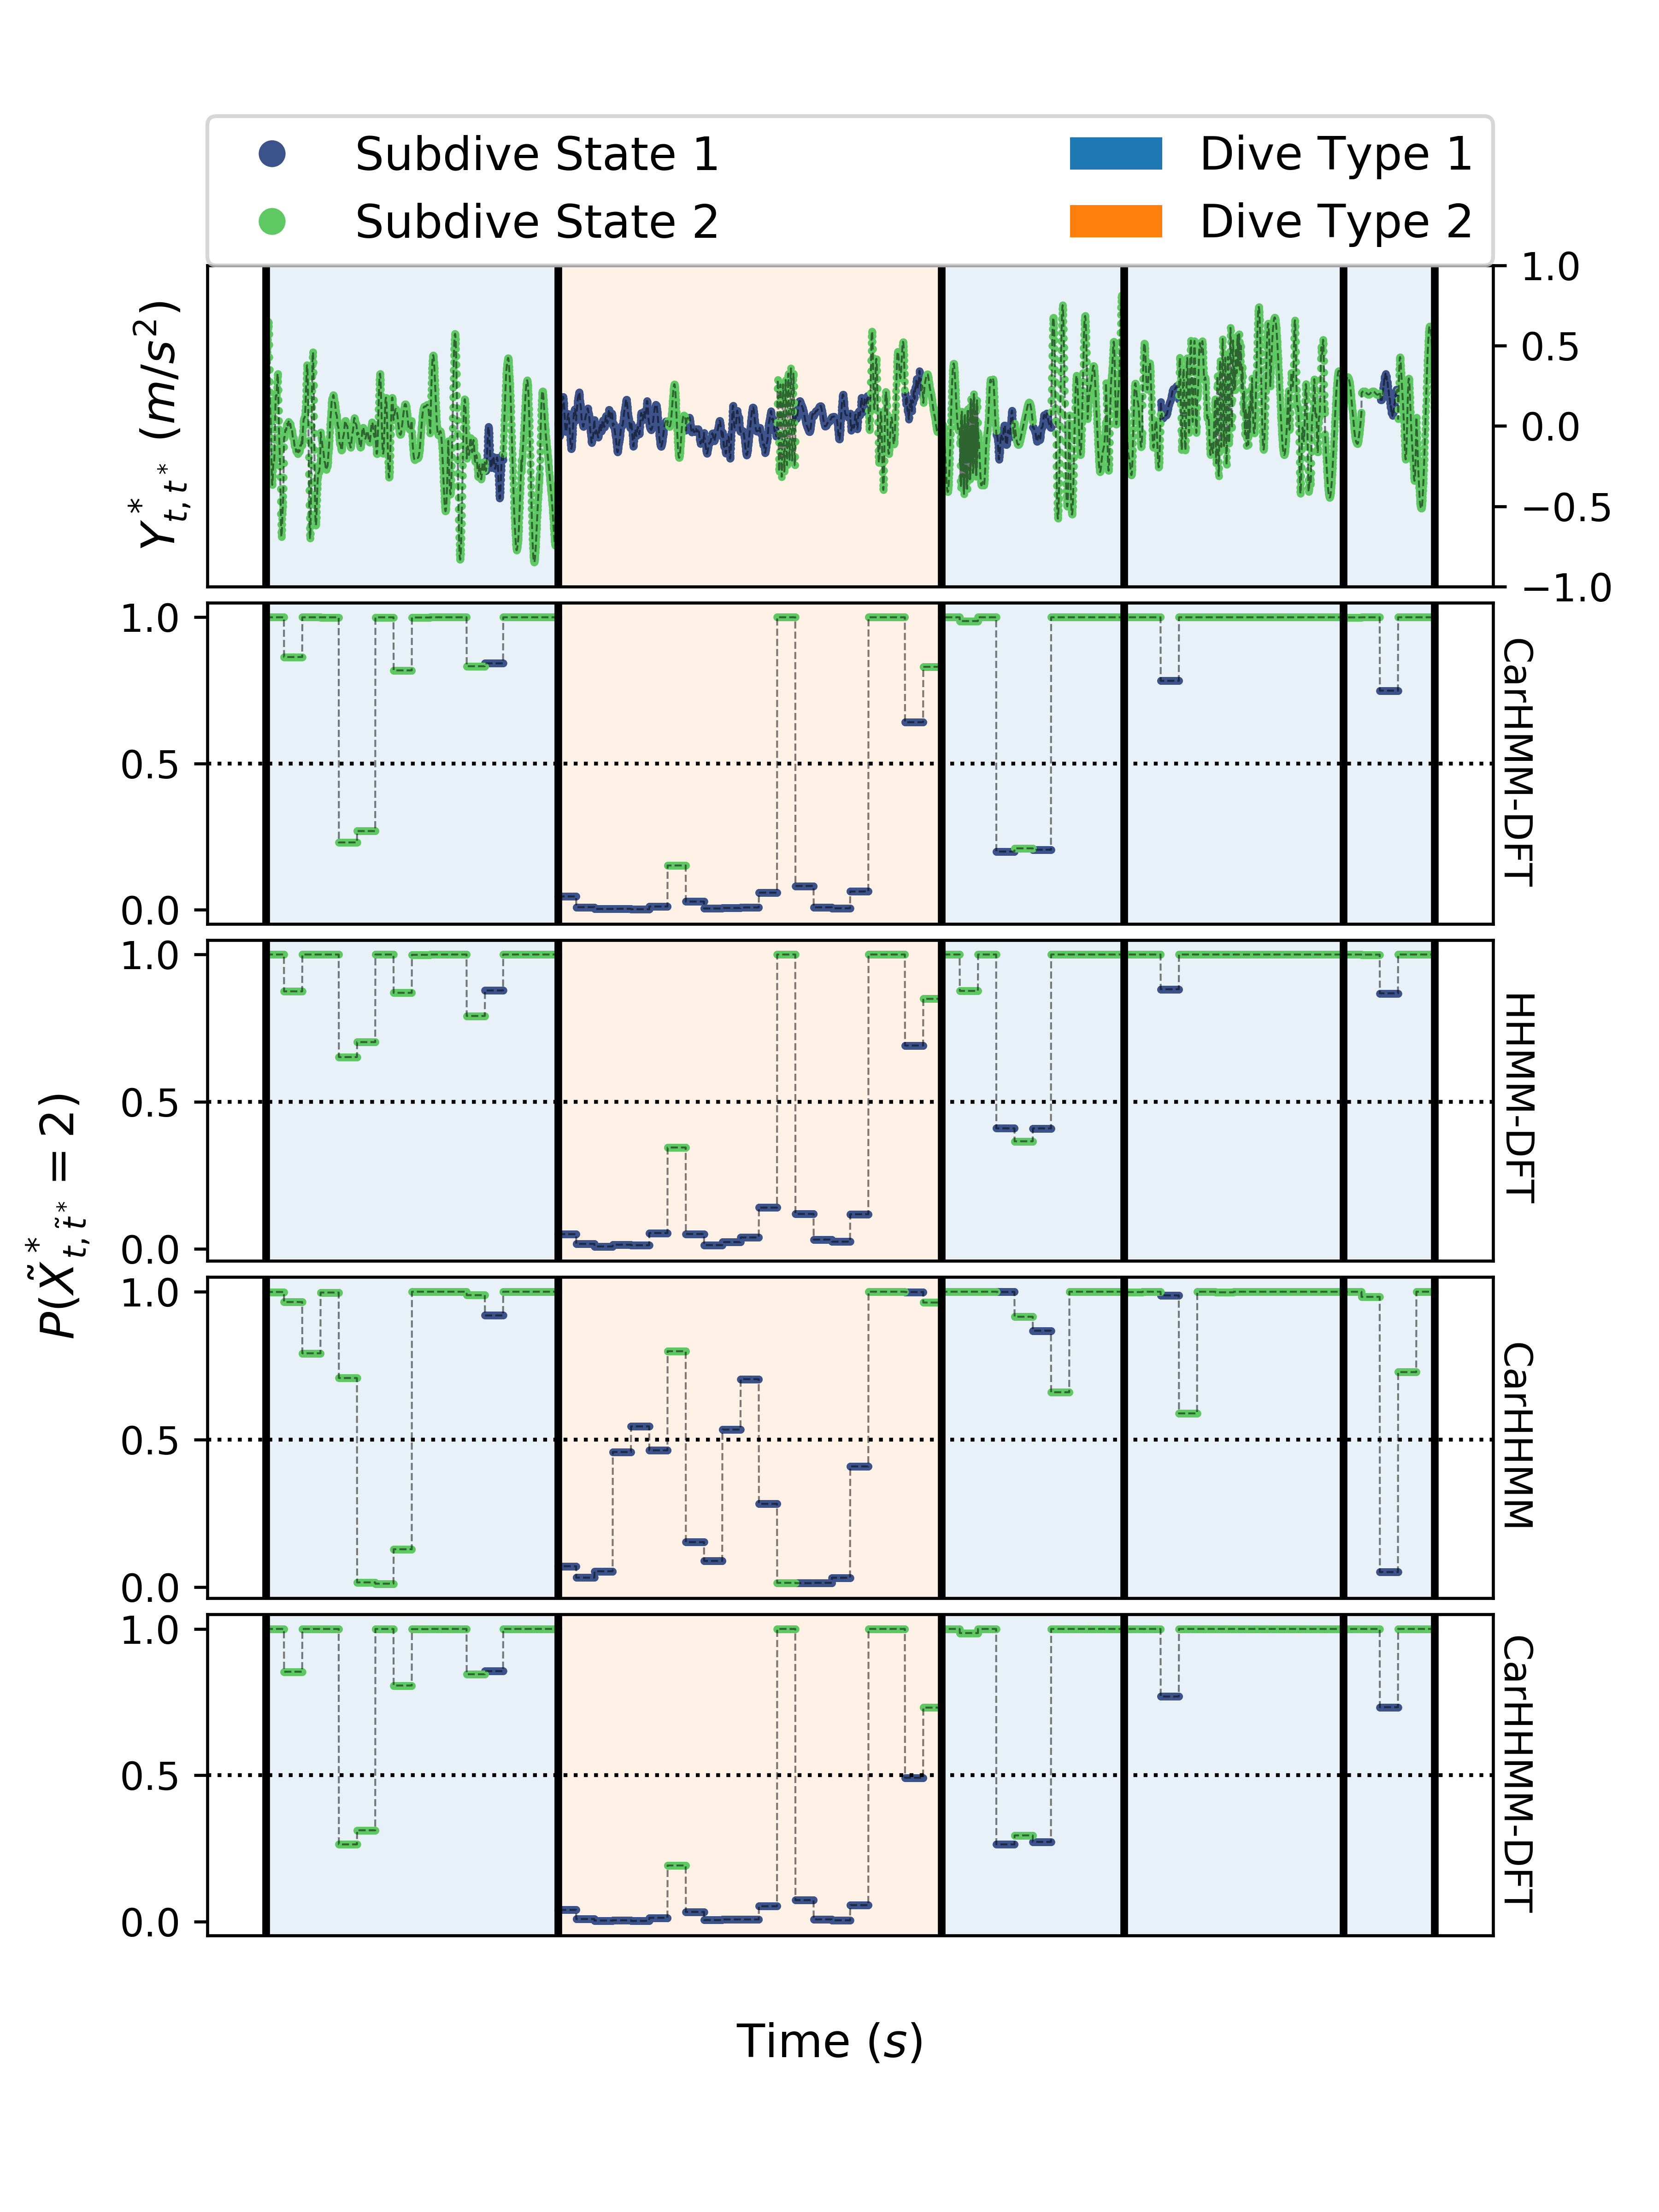 Subdive State 1
Subdive State 2
Dive Type 1
Dive Type 2
Y*t,t* (m/s²)
1.0
0.5
0.0
−0.5
−1.0
P(X̃*t,t̃* = 2)
1.0
0.5
0.0
CarHMM-DFT
1.0
0.5
0.0
HHMM-DFT
1.0
0.5
0.0
CarHHMM
1.0
0.5
0.0
CarHHMM-DFT
Time (s)